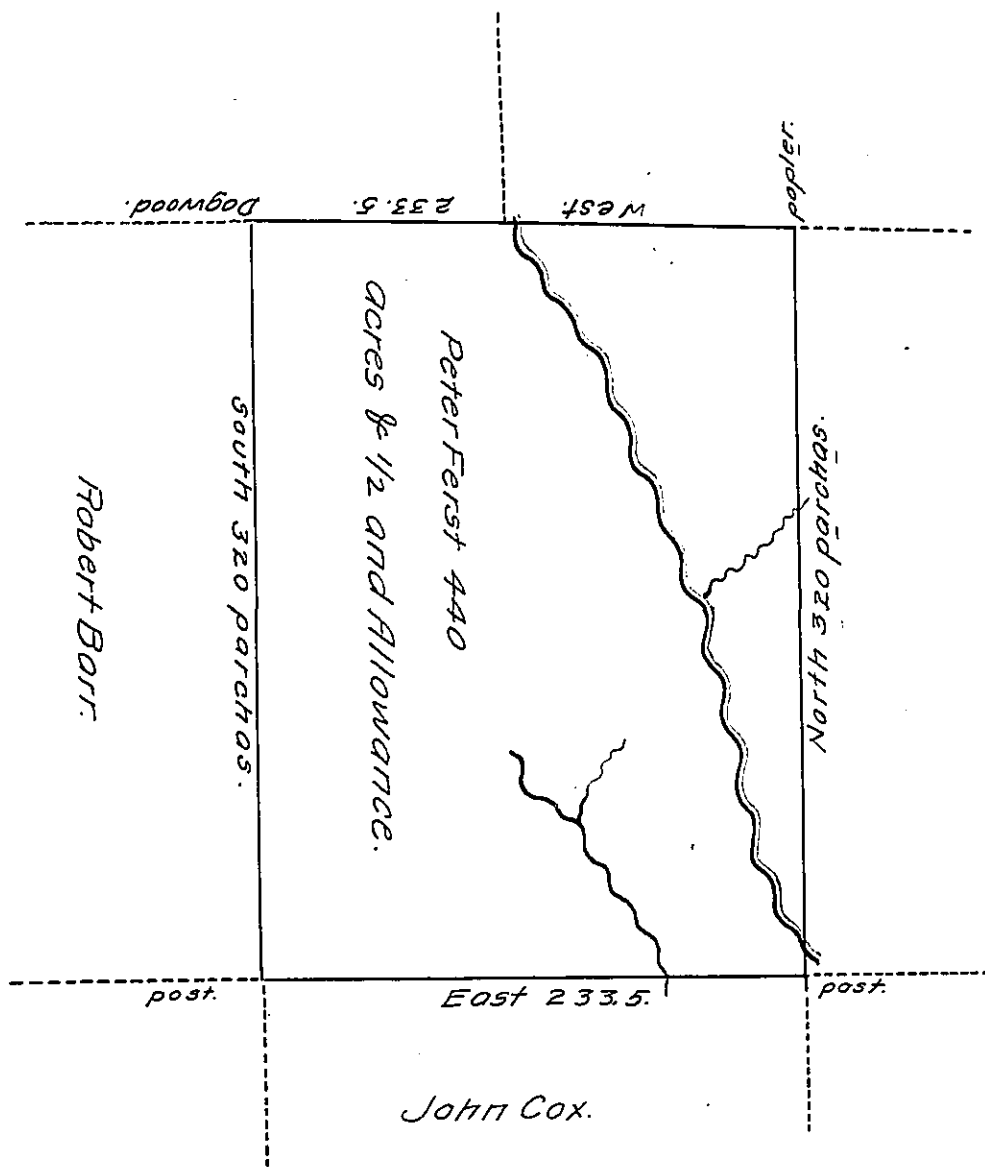 popler.
Dogwood.
233.5.
West.
North 320 parchas.
Peter Ferst 440
acres & 1/2 and Allowance.
South 320 parchas.
Robert Barr.
post.
East 233.5.
post.
John Cox.